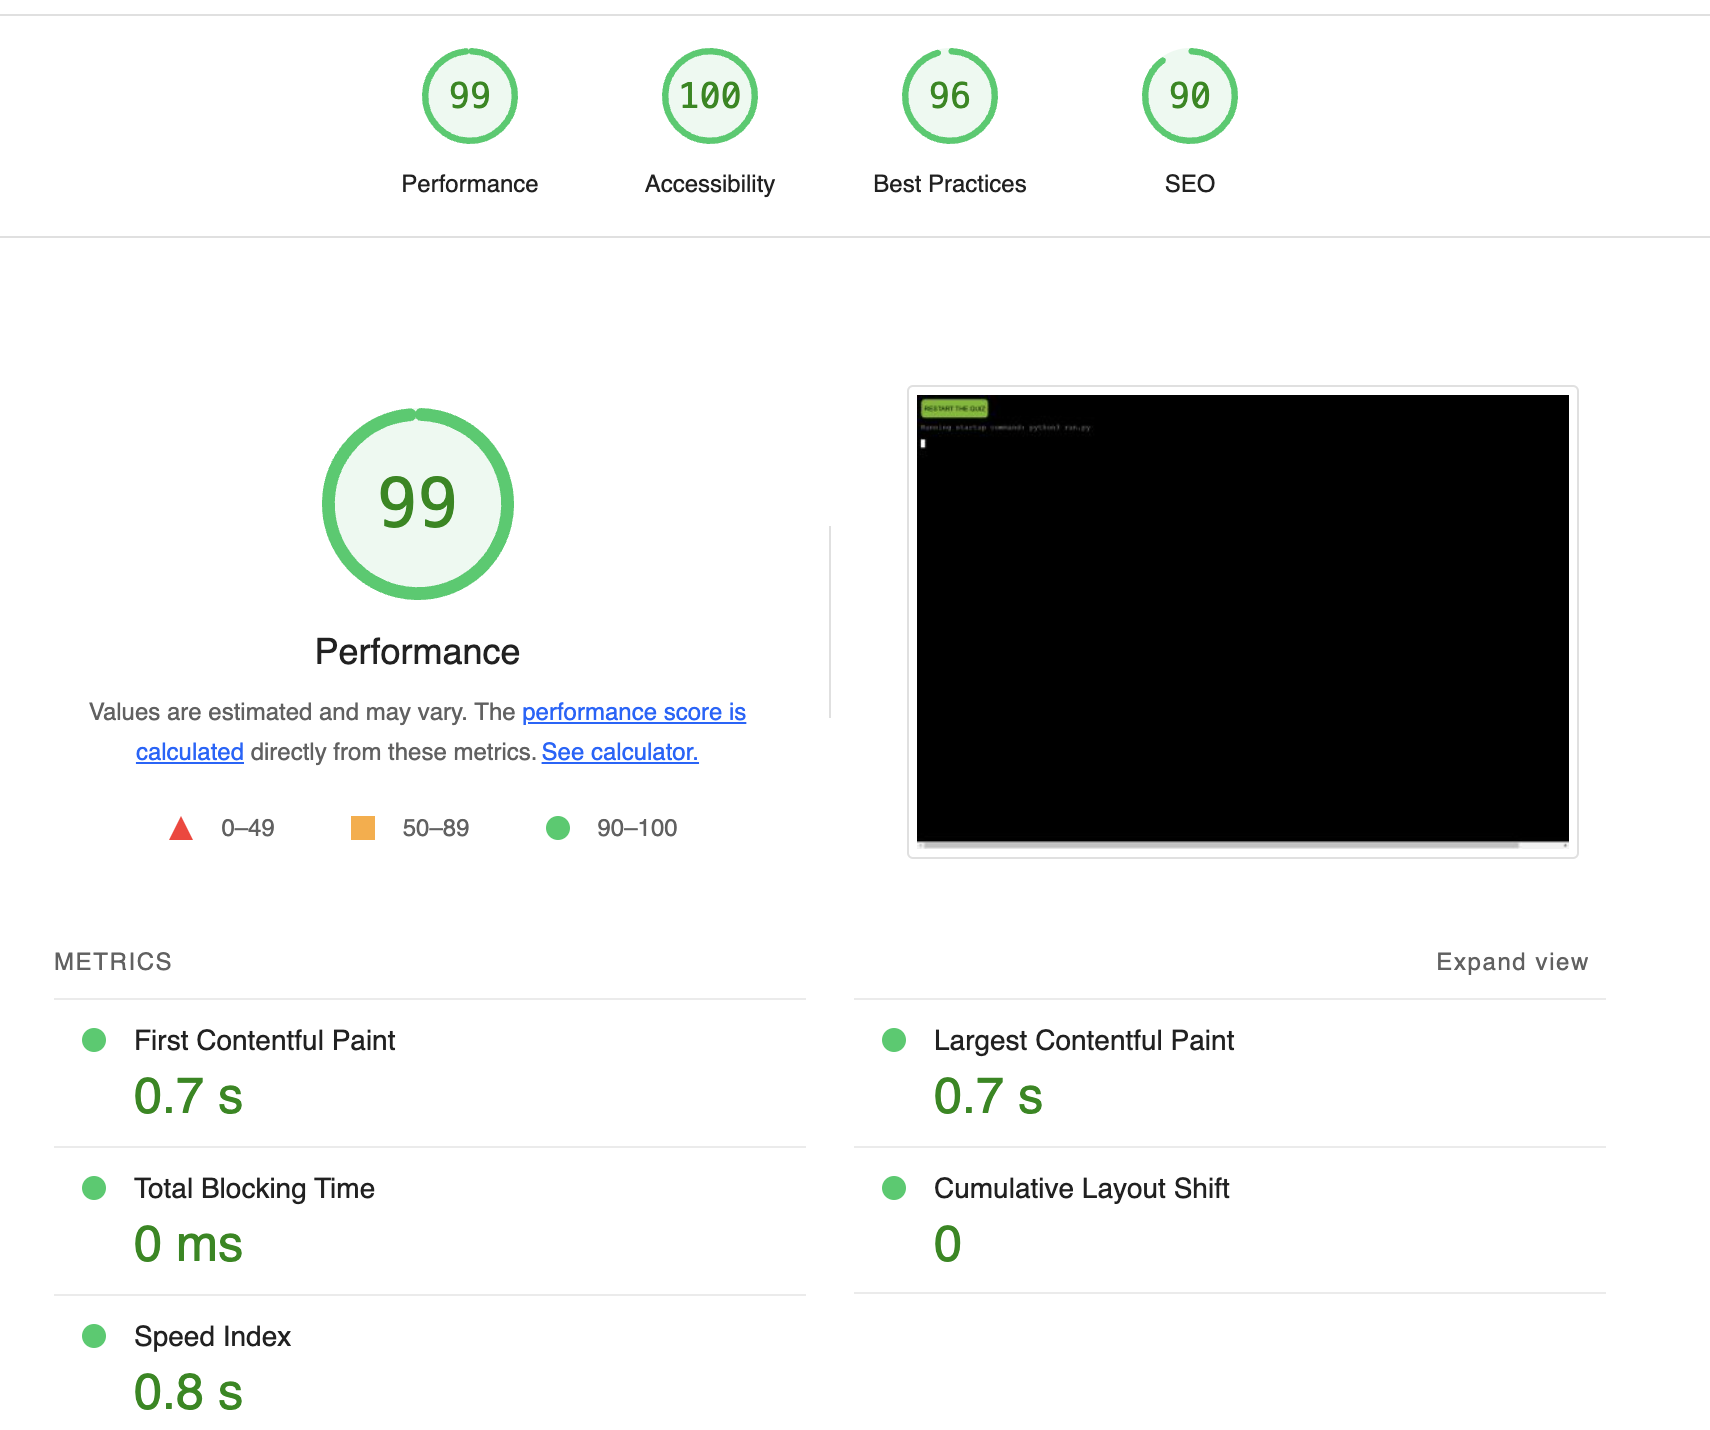 99
100
96
90
Performance
Accessibility
Best Practices
SEO
99
Performance
Values are estimated and may vary. The performance score is
calculated directly from these metrics. See calculator.
0–49
50–89
90–100
RESTART THE QUIZ
Running startup command: python3 run.py
METRICS
Expand view
First Contentful Paint
0.7 s
Largest Contentful Paint
0.7 s
Total Blocking Time
0 ms
Cumulative Layout Shift
0
Speed Index
0.8 s